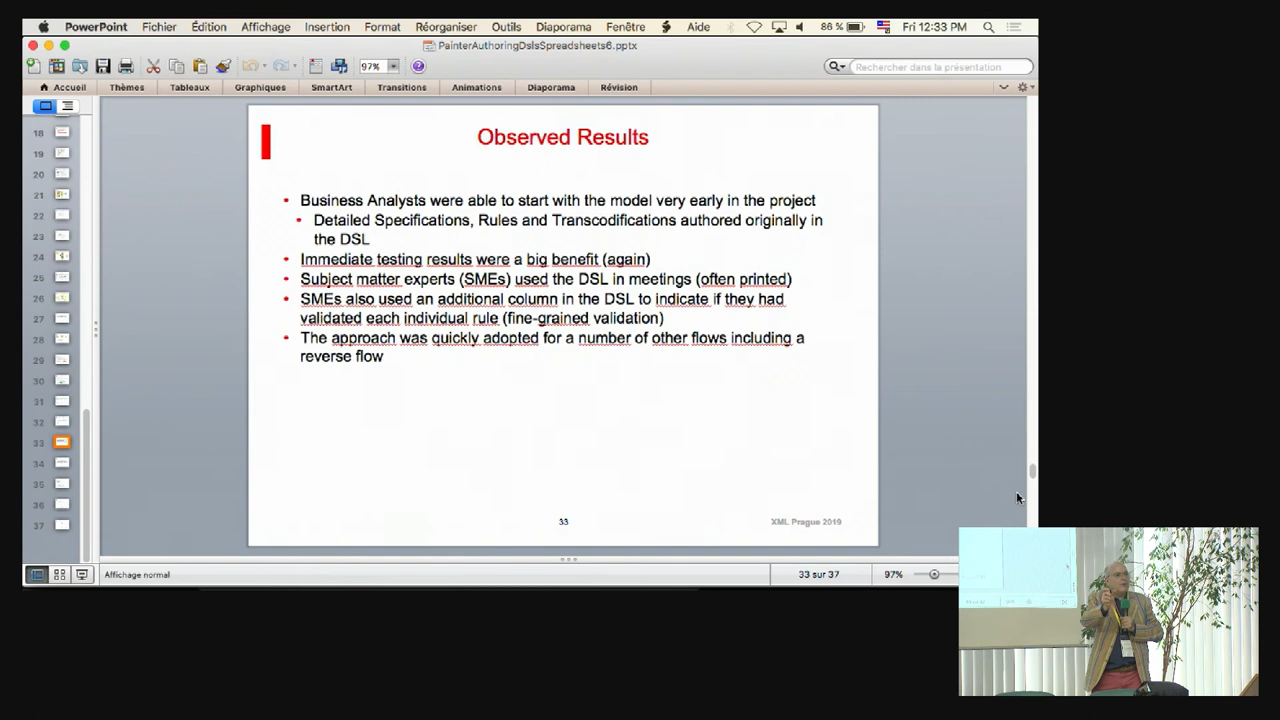 PowerPoint Fichier Édition Affichage Insertion Format Réorganiser Outils Diaporama Fenêtre Aide 86 % Fri 12:33 PM
PainterAuthoringDslsSpreadsheets6.pptx
97% Rechercher dans la présentation
Accueil Thèmes Tableaux Graphiques SmartArt Transitions Animations Diaporama Révision
18
19
20
21
22
23
24
25
26
27
28
29
30
31
32
33
34
35
36
37
Observed Results
• Business Analysts were able to start with the model very early in the project
• Detailed Specifications, Rules and Transcodifications authored originally in
the DSL
• Immediate testing results were a big benefit (again)
• Subject matter experts (SMEs) used the DSL in meetings (often printed)
• SMEs also used an additional column in the DSL to indicate if they had
validated each individual rule (fine-grained validation)
• The approach was quickly adopted for a number of other flows including a
reverse flow
33 XML Prague 2019
Affichage normal 33 sur 37 97%